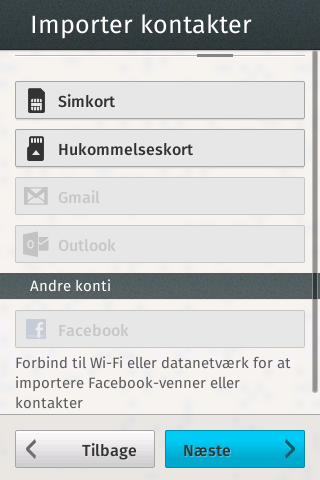 Importer kontakter
Simkort
Hukommelseskort
Gmail
Outlook
Andre konti
Facebook
Forbind til Wi-Fi eller datanetværk for at
importere Facebook-venner eller
kontakter
Tilbage
Næste